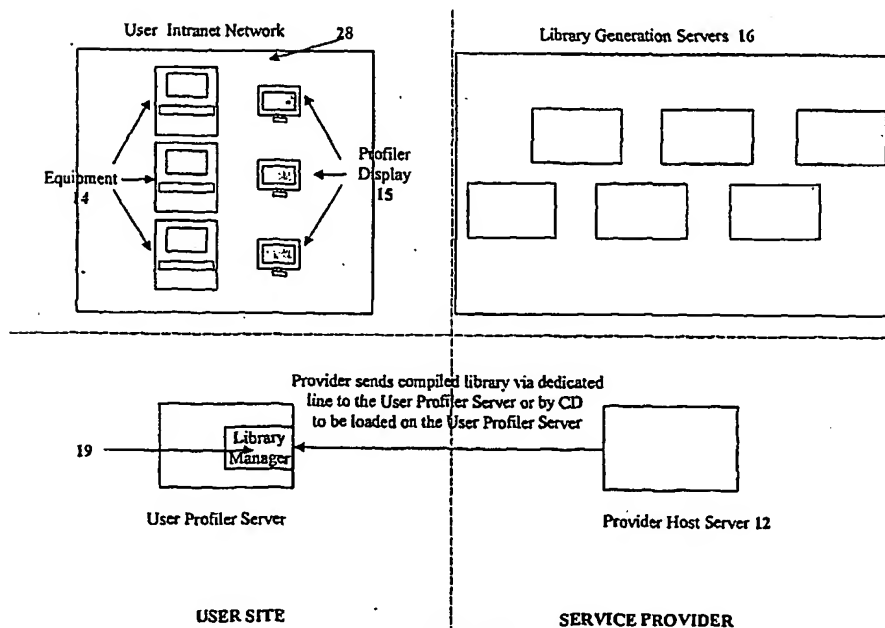 User Intranet Network
28
Library Generation Servers 16
Equipment
14
Profiler
Display
15
Provider sends compiled library via dedicated
line to the User Profiler Server or by CD
to be loaded on the User Profiler Server
19
Library
Manager
User Profiler Server
Provider Host Server 12
USER SITE
SERVICE PROVIDER